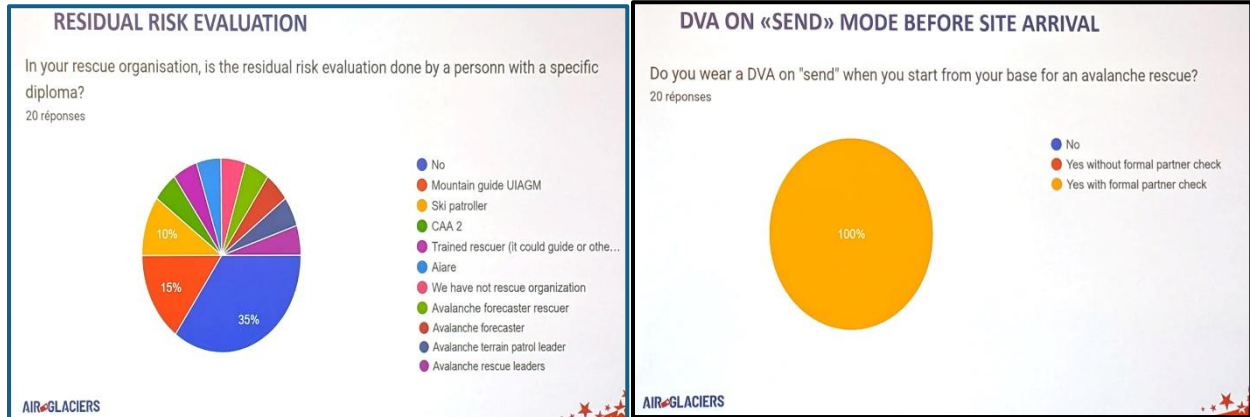 RESIDUAL RISK EVALUATION
In your rescue organisation, is the residual risk evaluation done by a personn with a specific
diploma?
20 réponses
10%
15%
35%
No
Mountain guide UIAGM
Ski patroller
CAA 2
Trained rescuer (it could guide or othe...
Aiare
We have not rescue organization
Avalanche forecaster rescuer
Avalanche forecaster
Avalanche terrain patrol leader
Avalanche rescue leaders
AIR GLACIERS
DVA ON «SEND» MODE BEFORE SITE ARRIVAL
Do you wear a DVA on "send" when you start from your base for an avalanche rescue?
20 réponses
100%
No
Yes without formal partner check
Yes with formal partner check
AIR GLACIERS